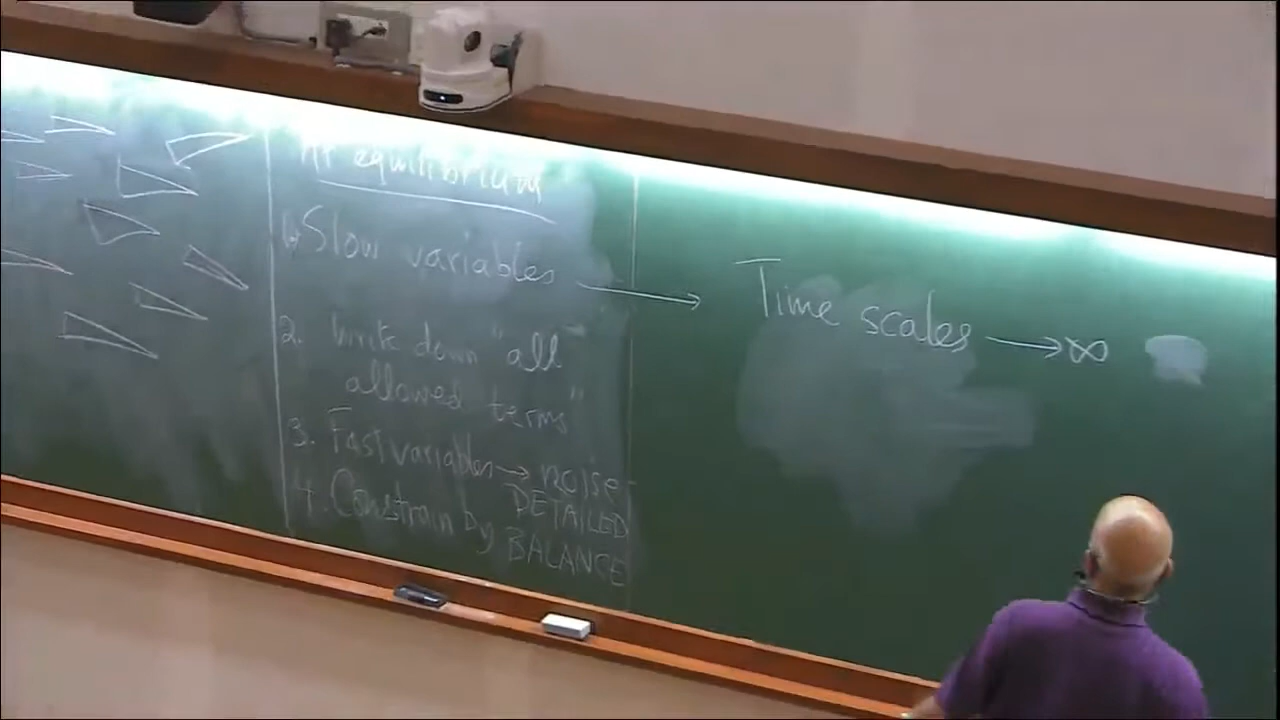 At equilibrium
1. Slow variables → Time scales → ∞
2. Write down "all
allowed terms"
3. Fast variables → noise
4. Constrain by DETAILED
BALANCE